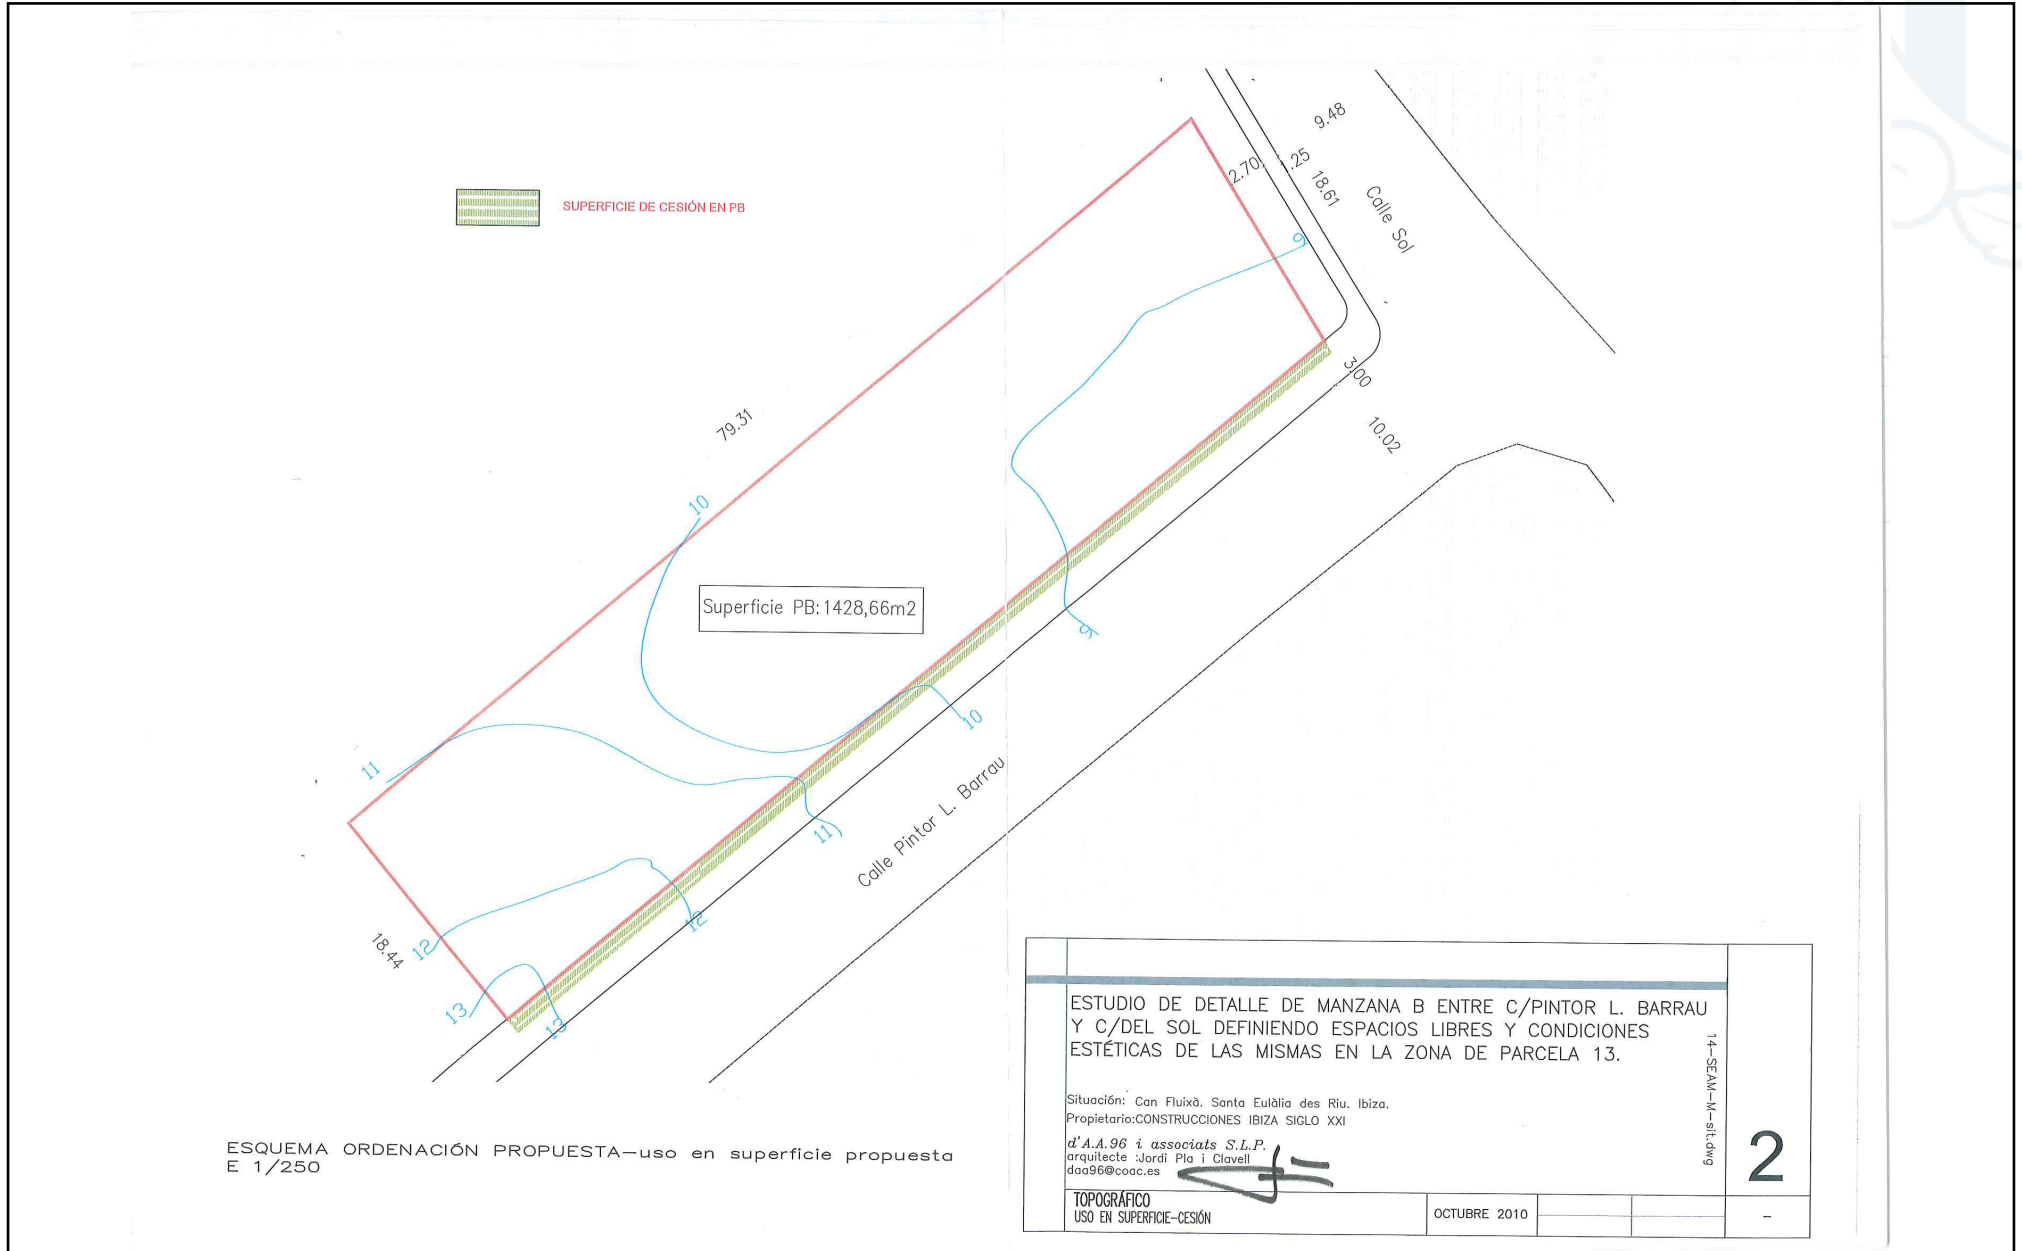 9.48
2.70
.25
18.61
Calle Sol
SUPERFICIE DE CESIÓN EN PB
9
3.00
10.02
79.31
10
Superficie PB:1428,66m2
9
10
11
11
Calle Pintor L. Barrau
12
12
18.44
13
13
ESTUDIO DE DETALLE DE MANZANA B ENTRE C/PINTOR L. BARRAU
Y C/DEL SOL DEFINIENDO ESPACIOS LIBRES Y CONDICIONES
ESTÉTICAS DE LAS MISMAS EN LA ZONA DE PARCELA 13.
14-SEAM-M-sit.dwg
Situación: Can Fluixà. Santa Eulàlia des Riu. Ibiza.
Propietario:CONSTRUCCIONES IBIZA SIGLO XXI
d'A.A.96 i associats S.L.P.
arquitecte :Jordi Pla i Clavell
daa96@coac.es
2
TOPOGRÁFICO
USO EN SUPERFICIE-CESIÓN
OCTUBRE 2010
-
ESQUEMA ORDENACIÓN PROPUESTA-uso en superficie propuesta
E 1/250